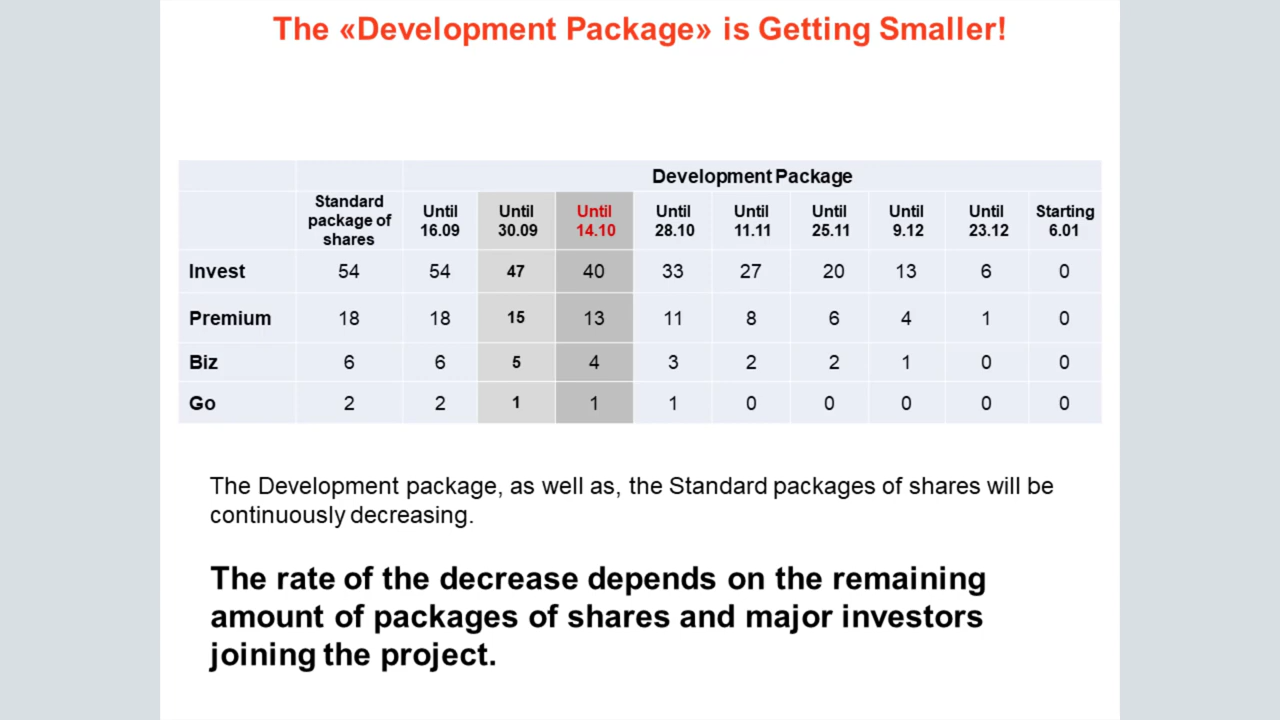 The «Development Package» is Getting Smaller!
Development Package
Standard package of shares Until 16.09 Until 30.09 Until 14.10 Until 28.10 Until 11.11 Until 25.11 Until 9.12 Until 23.12 Starting 6.01
Invest 54 54 47 40 33 27 20 13 6 0
Premium 18 18 15 13 11 8 6 4 1 0
Biz 6 6 5 4 3 2 2 1 0 0
Go 2 2 1 1 1 0 0 0 0 0
The Development package, as well as, the Standard packages of shares will be
continuously decreasing.
The rate of the decrease depends on the remaining
amount of packages of shares and major investors
joining the project.